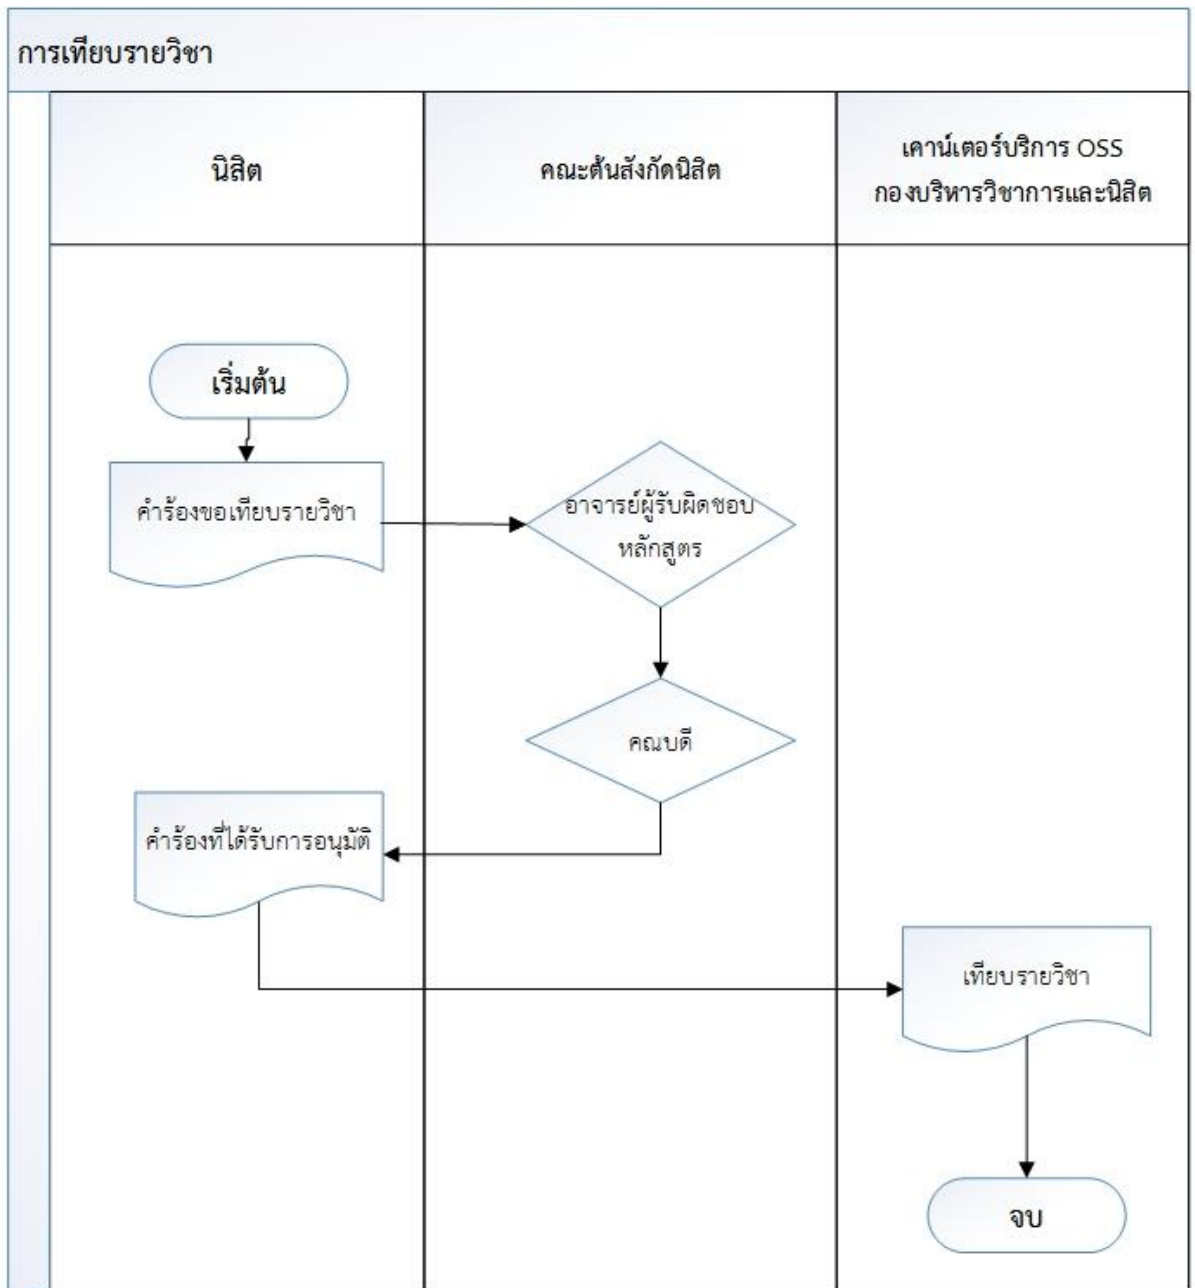 การเทียบรายวิชา
นิสิต
คณะต้นสังกัดนิสิต
เคาน์เตอร์บริการ OSS
กองบริหารวิชาการและนิสิต
เริ่มต้น
คำร้องขอเทียบรายวิชา
อาจารย์ผู้รับผิดชอบ
หลักสูตร
คณบดี
คำร้องที่ได้รับการอนุมัติ
เทียบรายวิชา
จบ